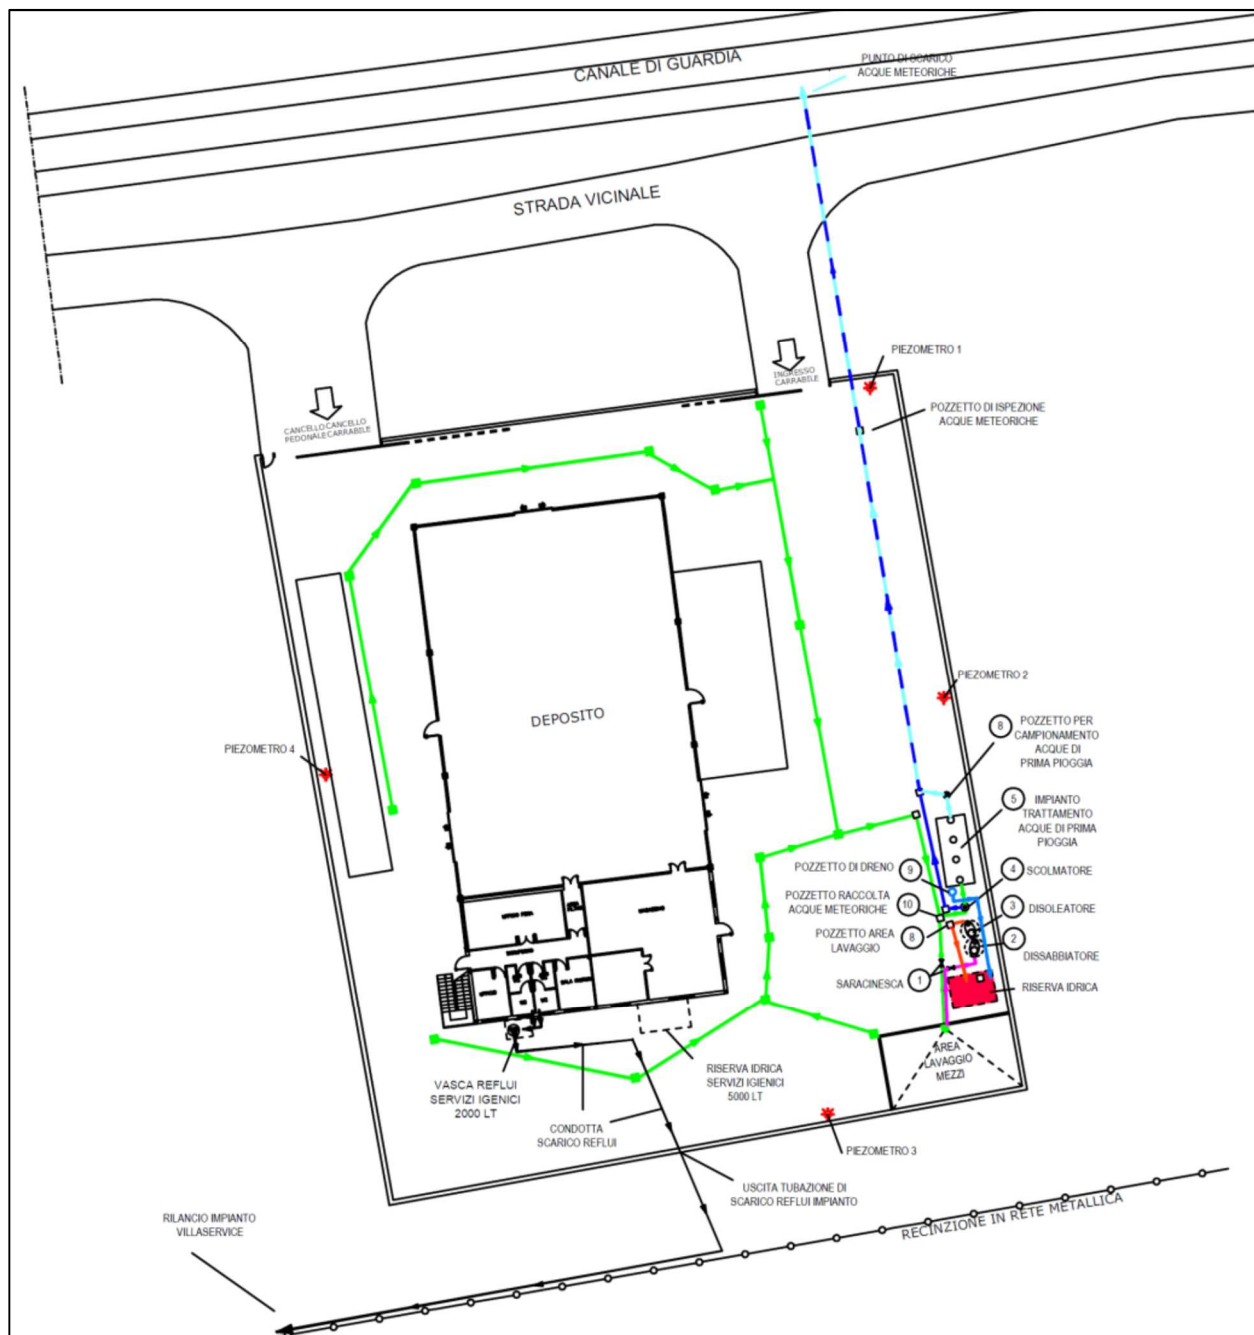 CANALE DI GUARDIA
PUNTO DI SCARICO
ACQUE METEORICHE
STRADA VICINALE
PIEZOMETRO 1
INGRESSO
CARRABILE
POZZETTO DI ISPEZIONE
ACQUE METEORICHE
CANCELLO CANCELLO
PEDONALE CARRABILE
PIEZOMETRO 2
DEPOSITO
8
POZZETTO PER
CAMPIONAMENTO
ACQUE DI
PRIMA PIOGGIA
PIEZOMETRO 4
5
IMPIANTO
TRATTAMENTO
ACQUE DI PRIMA
PIOGGIA
POZZETTO DI DRENO
9
4
SCOLMATORE
POZZETTO RACCOLTA
ACQUE METEORICHE
10
3
DISOLEATORE
POZZETTO AREA
LAVAGGIO
8
2
DISSABBIATORE
SARACINESCA
1
RISERVA IDRICA
AREA
LAVAGGIO
MEZZI
VASCA REFLUI
SERVIZI IGENICI
2000 LT
RISERVA IDRICA
SERVIZI IGIENICI
5000 LT
CONDOTTA
SCARICO REFLUI
PIEZOMETRO 3
USCITA TUBAZIONE DI
SCARICO REFLUI IMPIANTO
RILANCIO IMPIANTO
VILLASERVICE
RECINZIONE IN RETE METALLICA